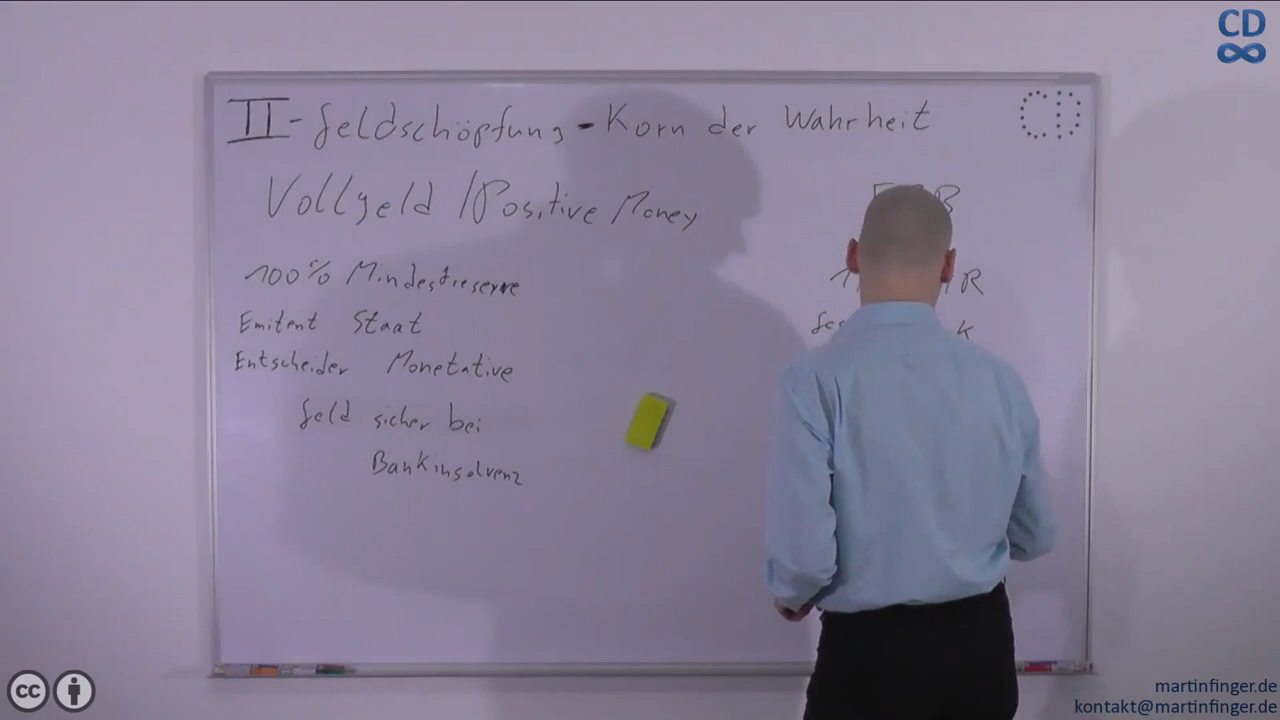 CD
II - Geldschöpfung - Korn der Wahrheit
Vollgeld / Positive Money
100% Mindestreserve
Emitent Staat
Entscheider Monetative
Geld sicher bei
Bankinsolvenz
R
k
cc
martinfinger.de
kontakt@martinfinger.de